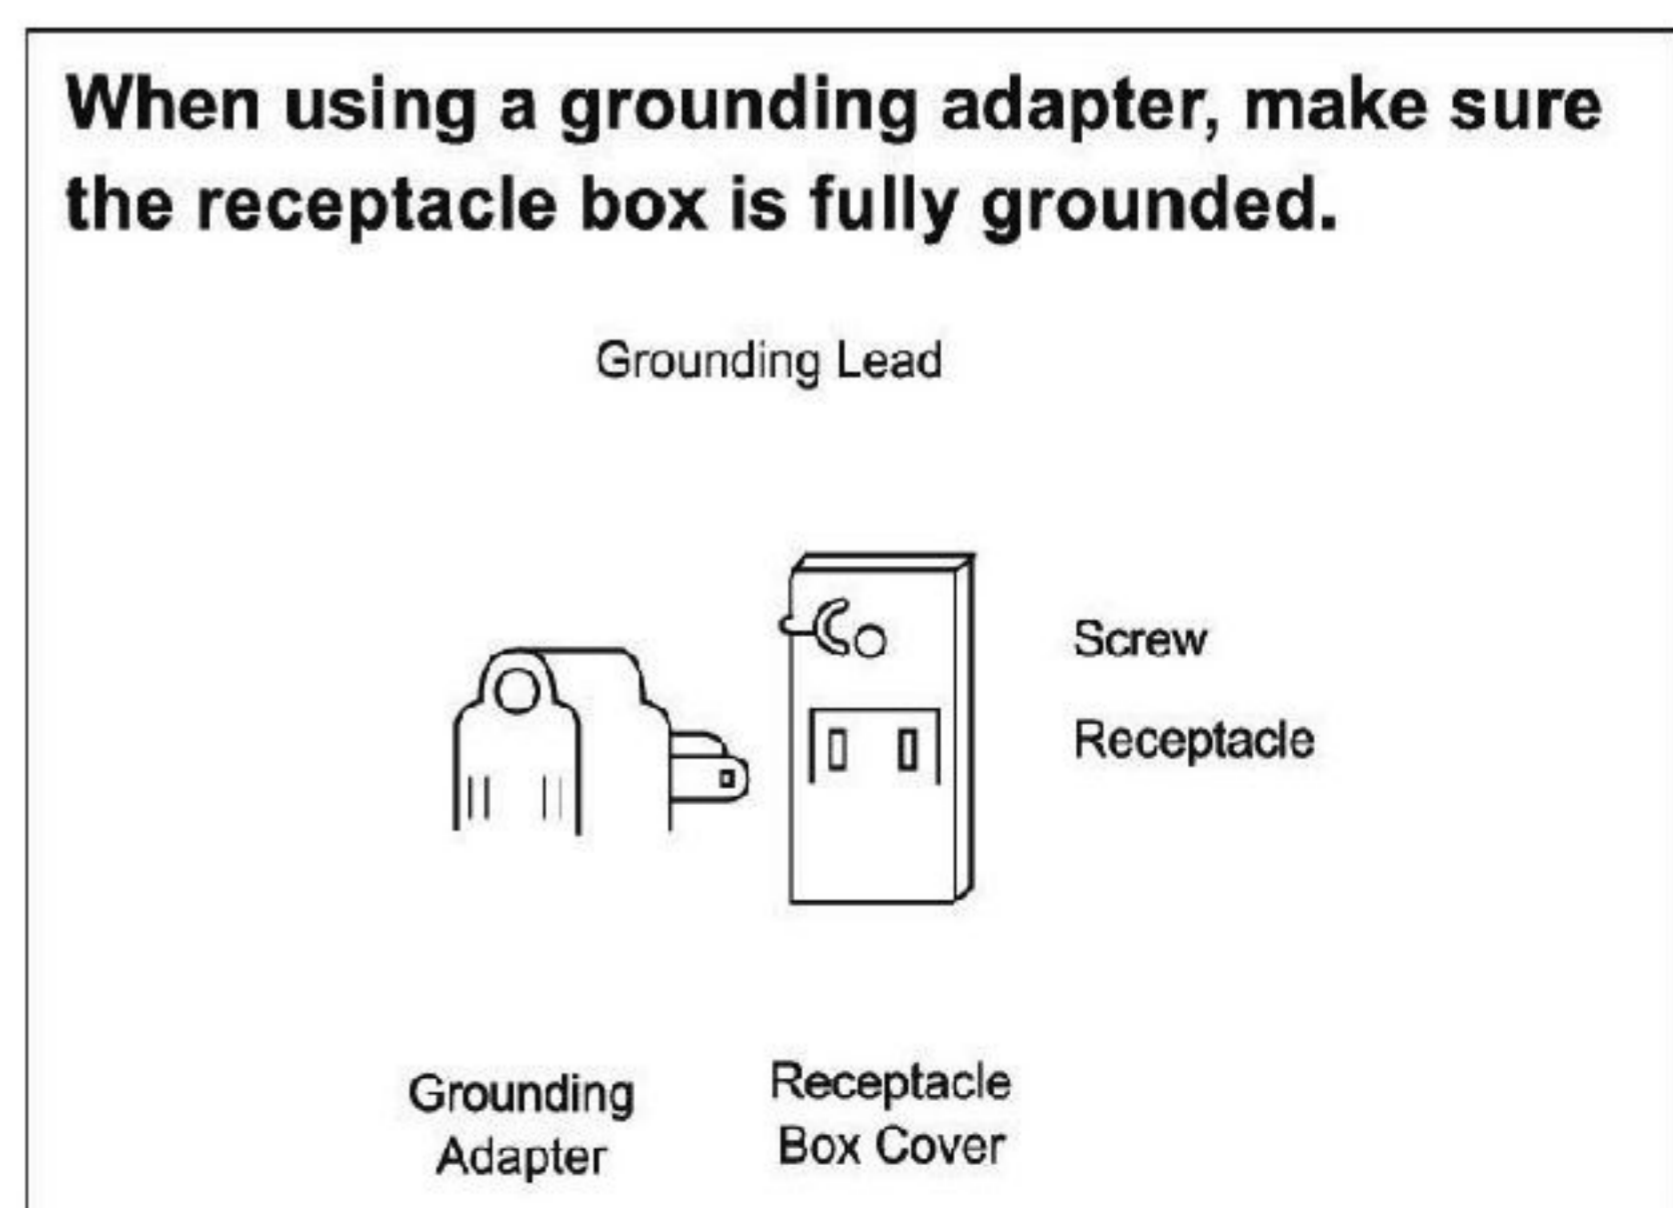 When using a grounding adapter, make sure
the receptacle box is fully grounded.
Grounding Lead
Screw
Receptacle
Grounding
Adapter
Receptacle
Box Cover